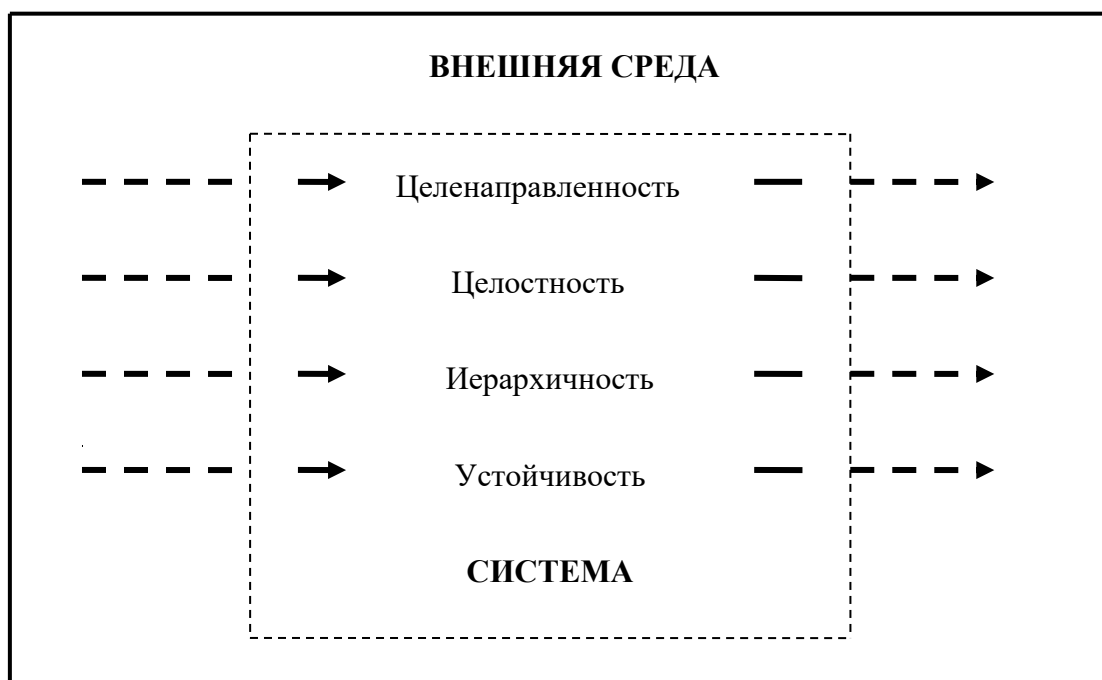 ВНЕШНЯЯ СРЕДА
Целенаправленность
Целостность
Иерархичность
Устойчивость
СИСТЕМА